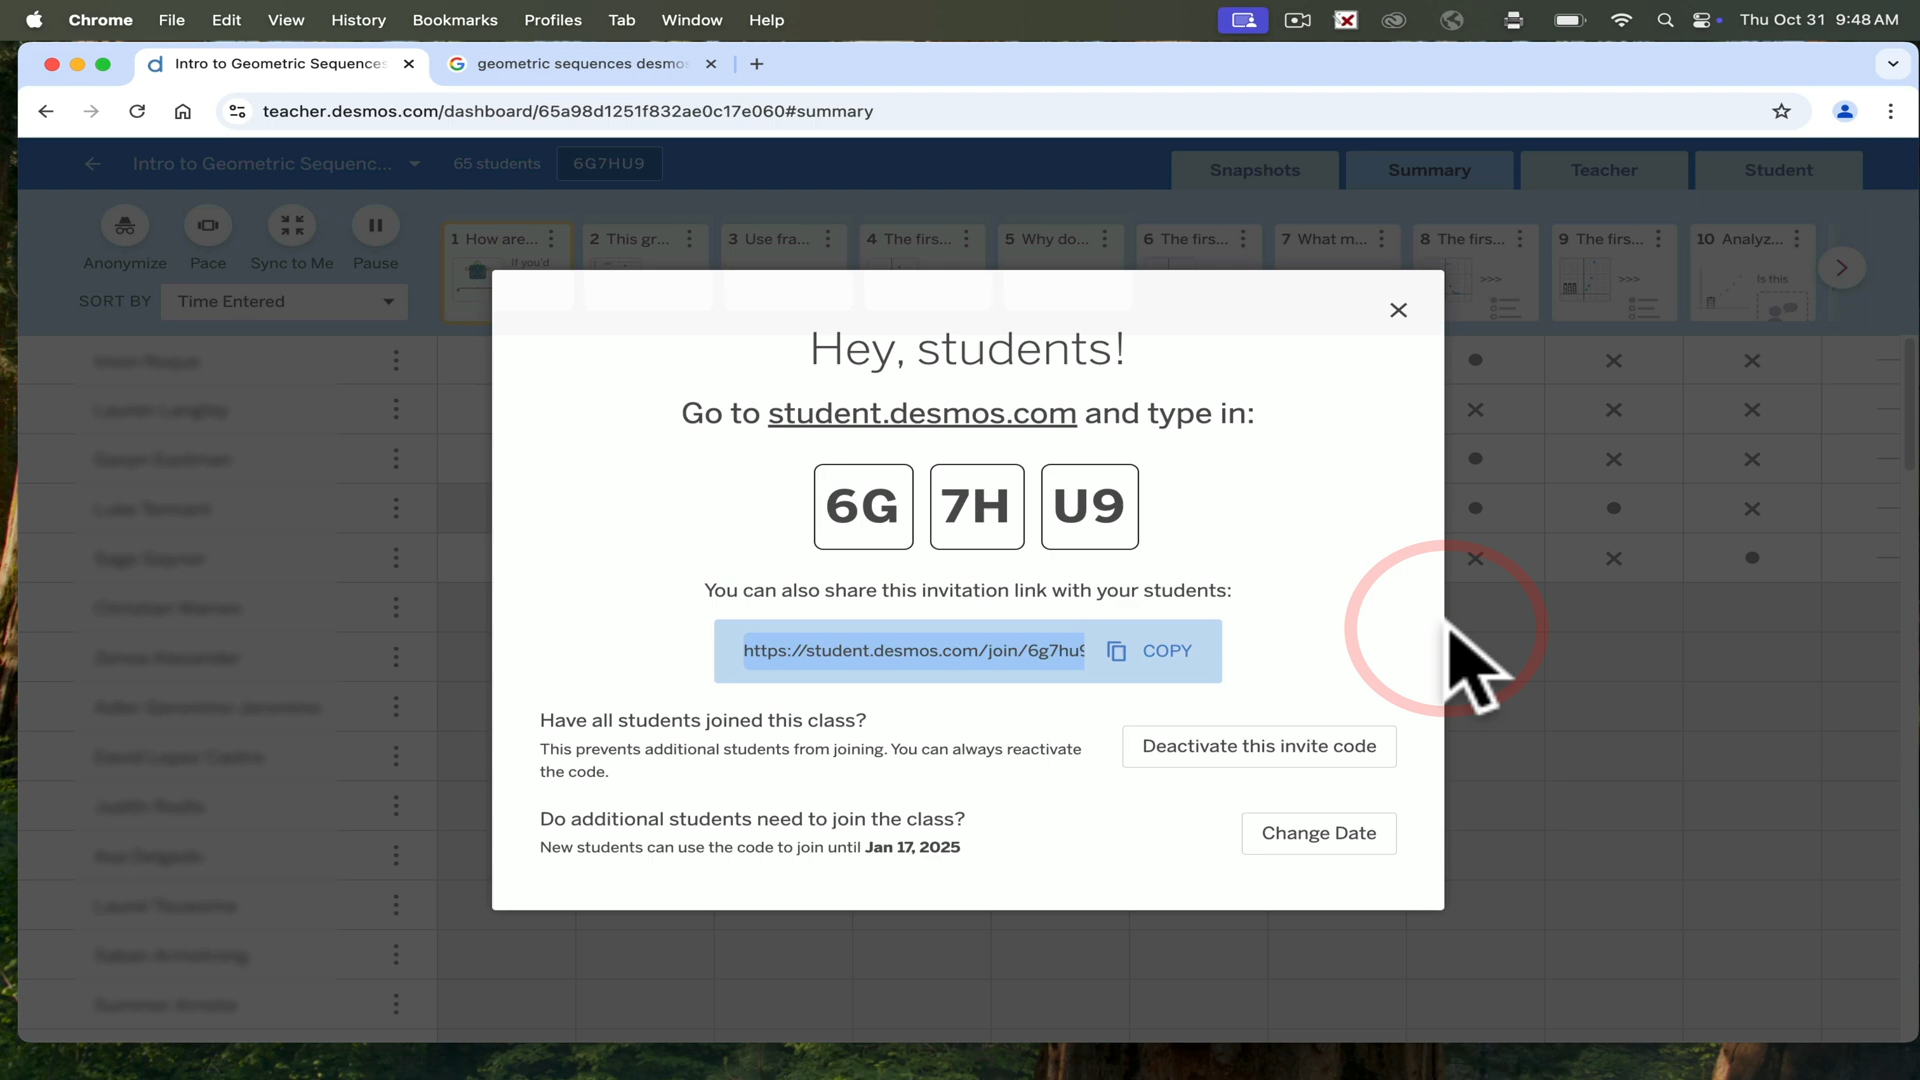 Chrome File Edit View History Bookmarks Profiles Tab Window Help Thu Oct 31 9:48 AM
Intro to Geometric Sequences geometric sequences desmos
teacher.desmos.com/dashboard/65a98d1251f832ae0c17e060#summary
Intro to Geometric Sequenc... 65 students 6G7HU9 Snapshots Summary Teacher Student
1 How are... 2 This gr... 3 Use fra... 4 The firs... 5 Why do... 6 The firs... 7 What m... 8 The firs... 9 The firs... 10 Analyz...
Anonymize Pace Sync to Me Pause
If you'd
>>> >>> Is this
SORT BY Time Entered
Hey, students!
Go to student.desmos.com and type in:
6G 7H U9
You can also share this invitation link with your students:
https://student.desmos.com/join/6g7hu9 COPY
Have all students joined this class?
This prevents additional students from joining. You can always reactivate
the code.
Deactivate this invite code
Do additional students need to join the class?
New students can use the code to join until Jan 17, 2025
Change Date